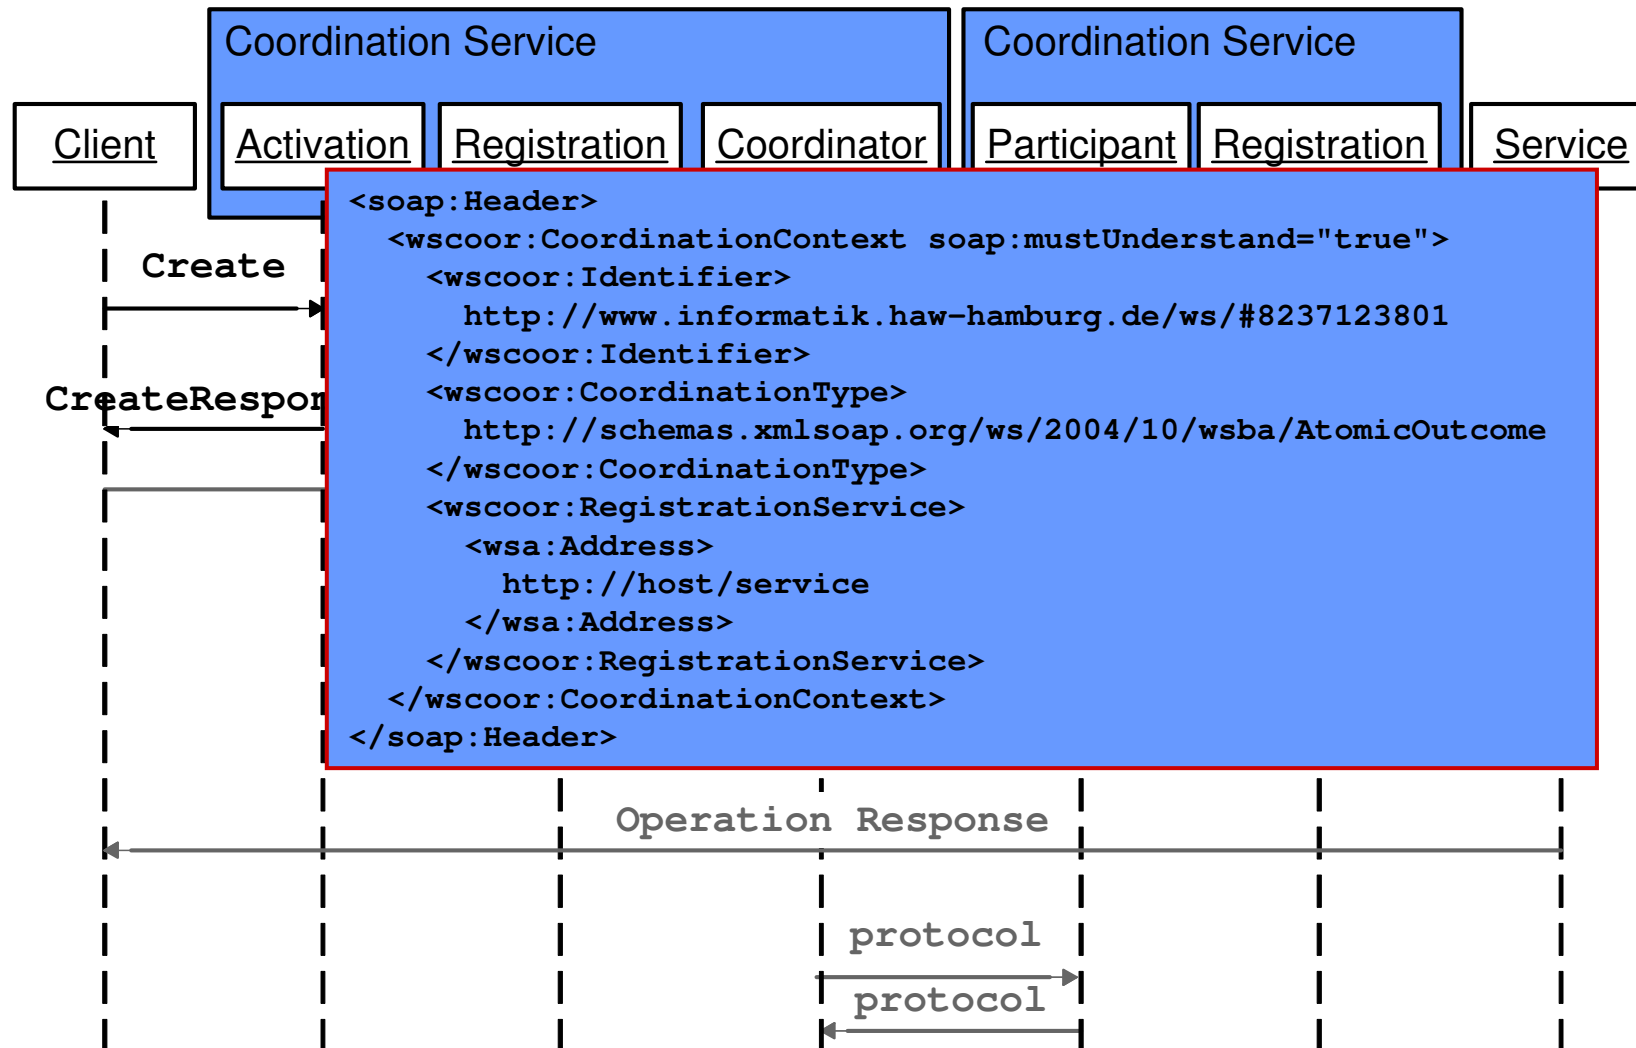 Coordination Service
Coordination Service
Client
Activation
Registration
Coordinator
Participant
Registration
Service
<soap:Header>
<wscoor:CoordinationContext soap:mustUnderstand="true">
<wscoor:Identifier>
http://www.informatik.haw-hamburg.de/ws/#8237123801
</wscoor:Identifier>
<wscoor:CoordinationType>
http://schemas.xmlsoap.org/ws/2004/10/wsba/AtomicOutcome
</wscoor:CoordinationType>
<wscoor:RegistrationService>
<wsa:Address>
http://host/service
</wsa:Address>
</wscoor:RegistrationService>
</wscoor:CoordinationContext>
</soap:Header>
Create
CreateRespon
Operation Response
protocol
protocol